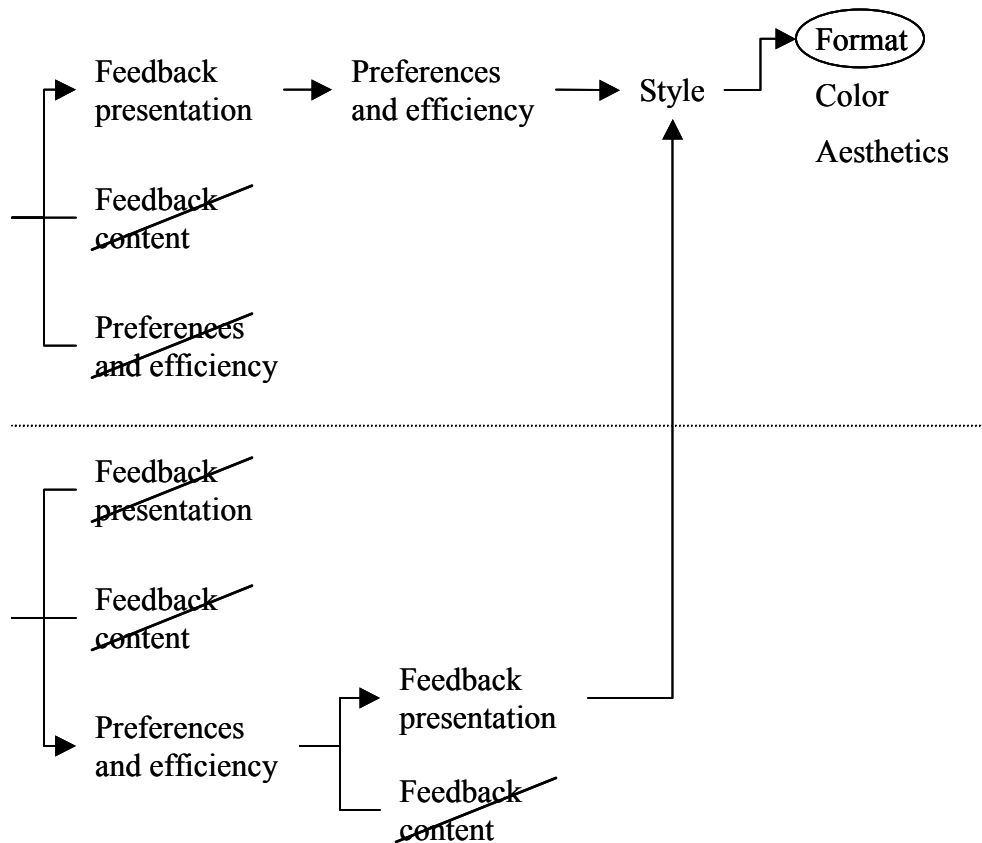 Feedback
presentation
Preferences
and efficiency
Style
Format
Color
Aesthetics
Feedback
content
Preferences
and efficiency
Feedback
presentation
Feedback
content
Preferences
and efficiency
Feedback
presentation
Feedback
content